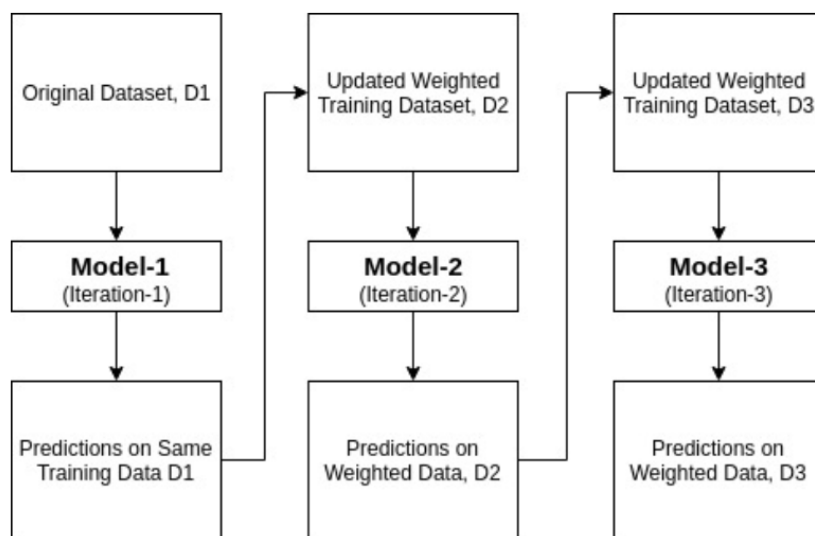 Original Dataset, D1
Model-1
(Iteration-1)
Predictions on Same
Training Data D1
Updated Weighted
Training Dataset, D2
Model-2
(Iteration-2)
Predictions on
Weighted Data, D2
Updated Weighted
Training Dataset, D3
Model-3
(Iteration-3)
Predictions on
Weighted Data, D3